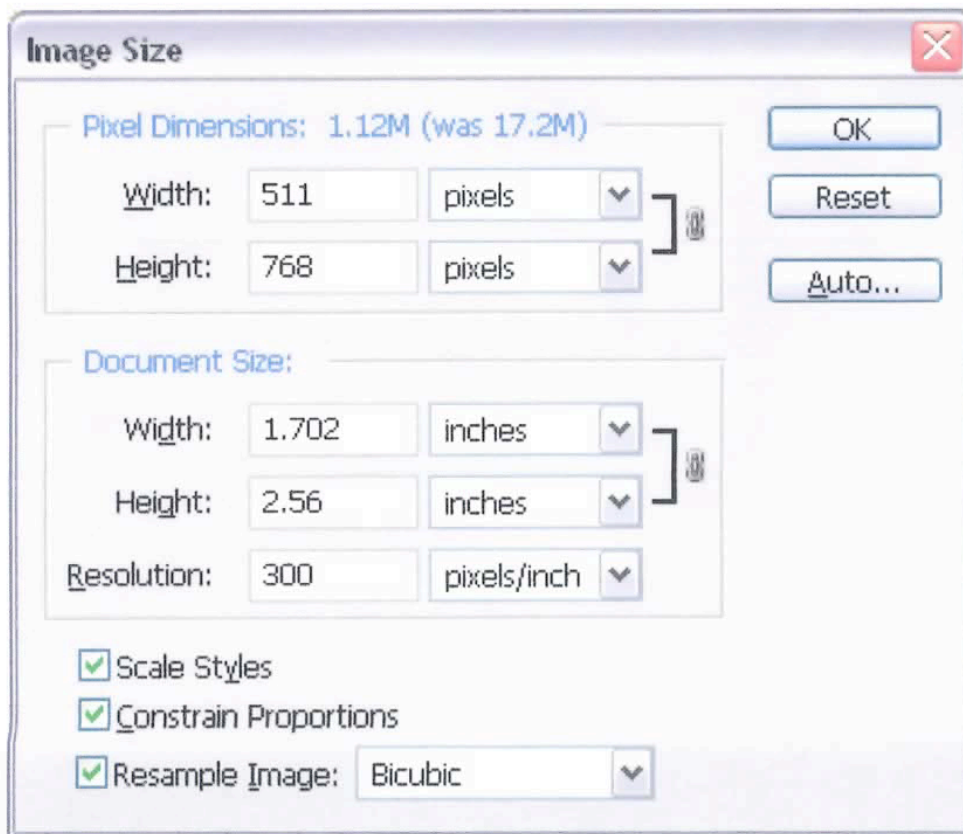 Image Size
Pixel Dimensions: 1.12M (was 17.2M)
OK
Width: 511 pixels
Reset
Height: 768 pixels
Auto...
Document Size:
Width: 1.702 inches
Height: 2.56 inches
Resolution: 300 pixels/inch
Scale Styles
Constrain Proportions
Resample Image: Bicubic